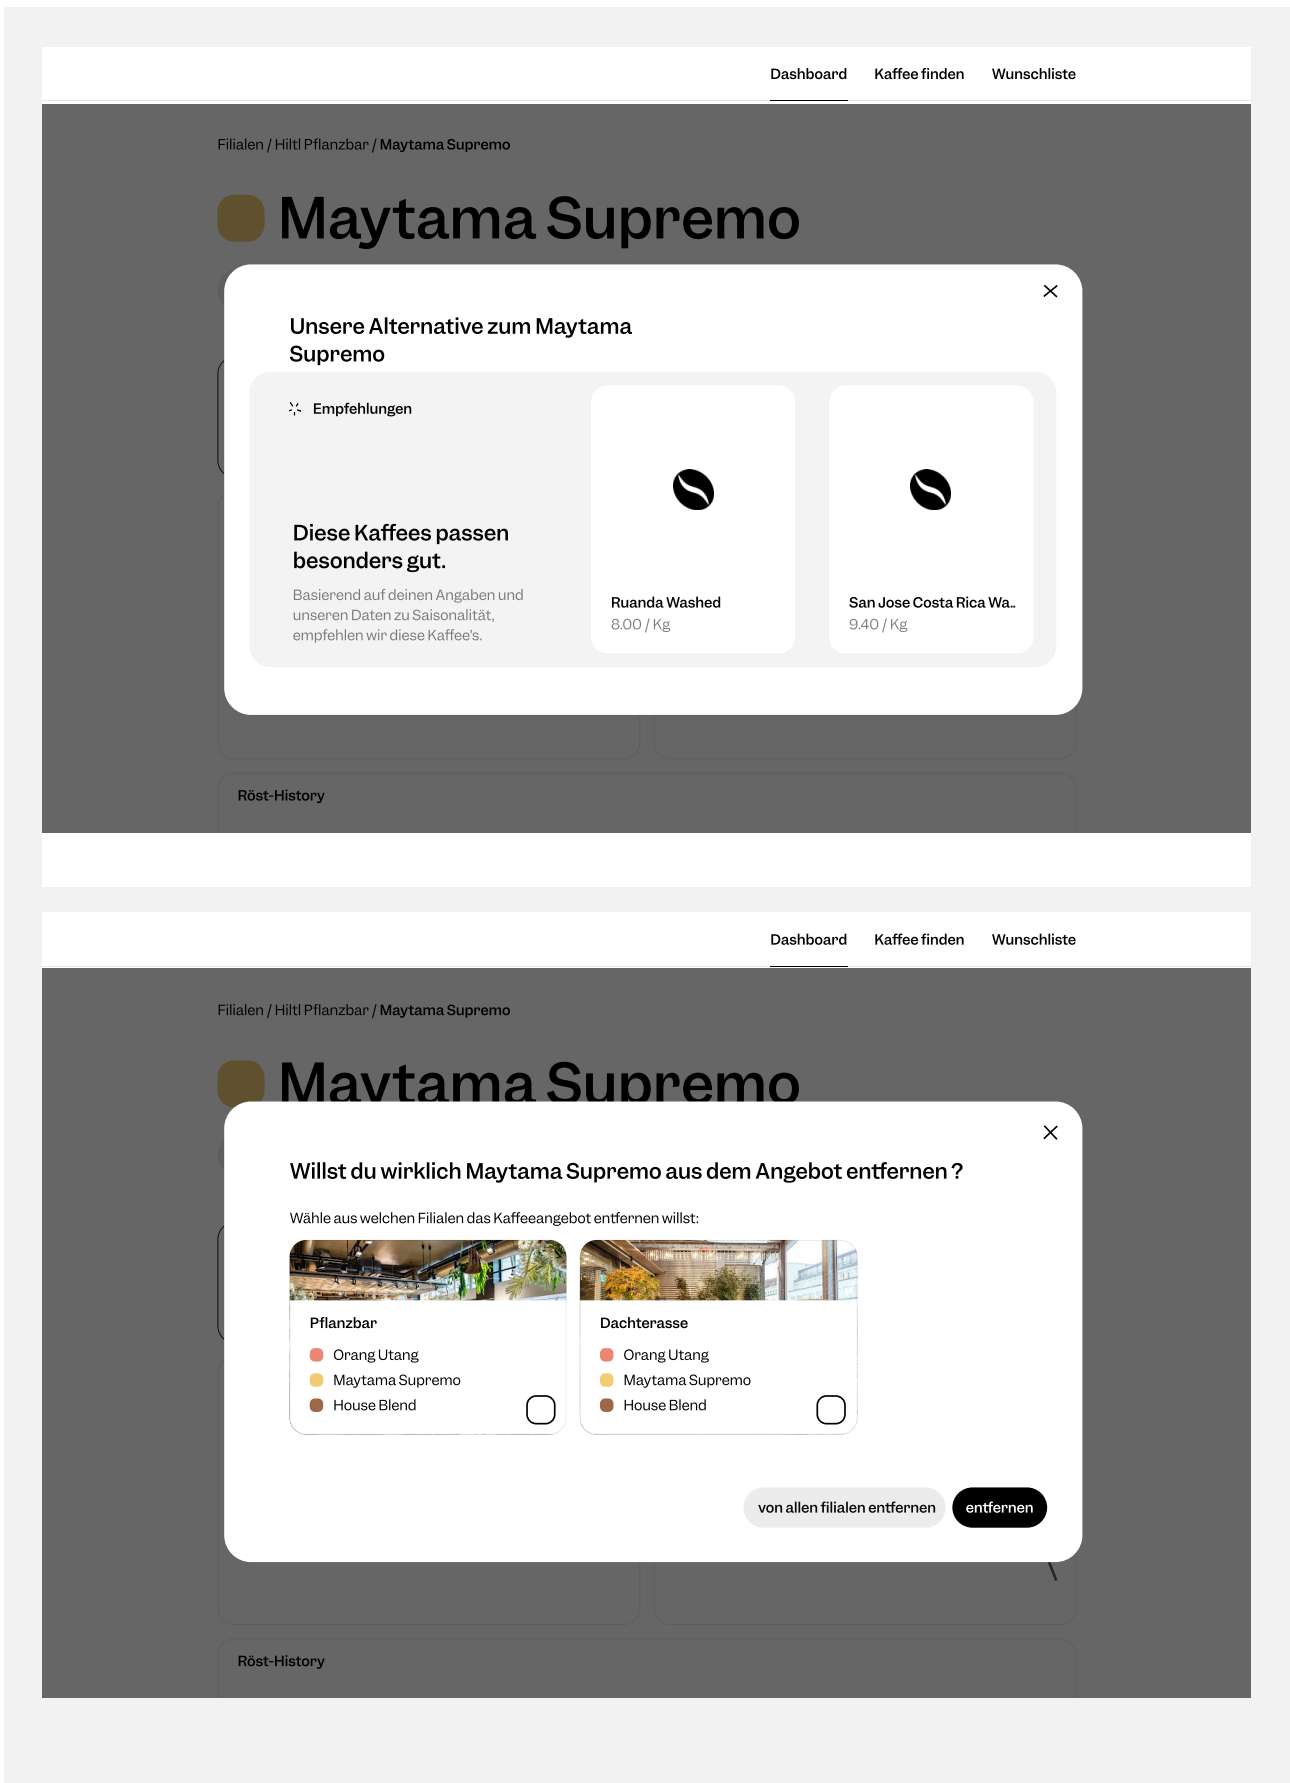 Dashboard Kaffee finden Wunschliste
Filialen / Hiltl Pflanzbar / Maytama Supremo
Maytama Supremo
Unsere Alternative zum Maytama
Supremo
Empfehlungen
Diese Kaffees passen
besonders gut.
Basierend auf deinen Angaben und
unseren Daten zu Saisonalität,
empfehlen wir diese Kaffee's.
Ruanda Washed
8.00 / Kg
San Jose Costa Rica Wa..
9.40 / Kg
Röst-History
Dashboard Kaffee finden Wunschliste
Filialen / Hiltl Pflanzbar / Maytama Supremo
Maytama Supremo
Willst du wirklich Maytama Supremo aus dem Angebot entfernen ?
Wähle aus welchen Filialen das Kaffeeangebot entfernen willst:
Pflanzbar
Orang Utang
Maytama Supremo
House Blend
Dachterasse
Orang Utang
Maytama Supremo
House Blend
von allen filialen entfernen
entfernen
Röst-History